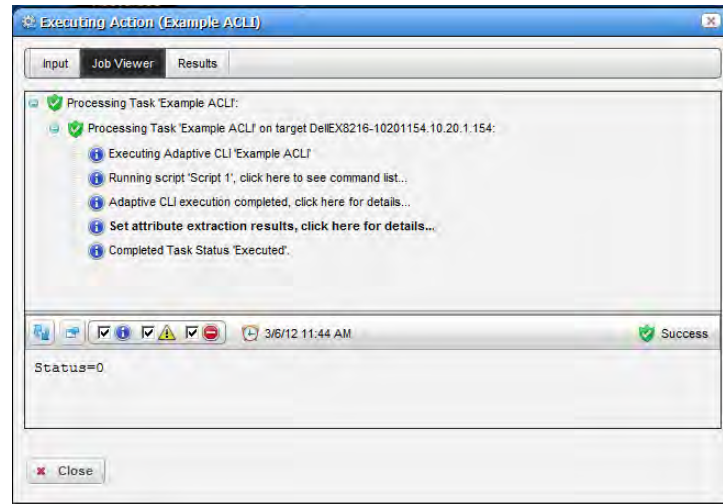 Executing Action (Example ACLI)
Input Job Viewer Results
Processing Task 'Example ACLI':
Processing Task 'Example ACLI' on target DellEX8216-10201154.10.20.1.154:
Executing Adaptive CLI 'Example ACLI'
Running script 'Script 1', click here to see command list...
Adaptive CLI execution completed, click here for details...
Set attribute extraction results, click here for details...
Completed Task Status 'Executed'.
3/6/12 11:44 AM Success
Status=0
Close